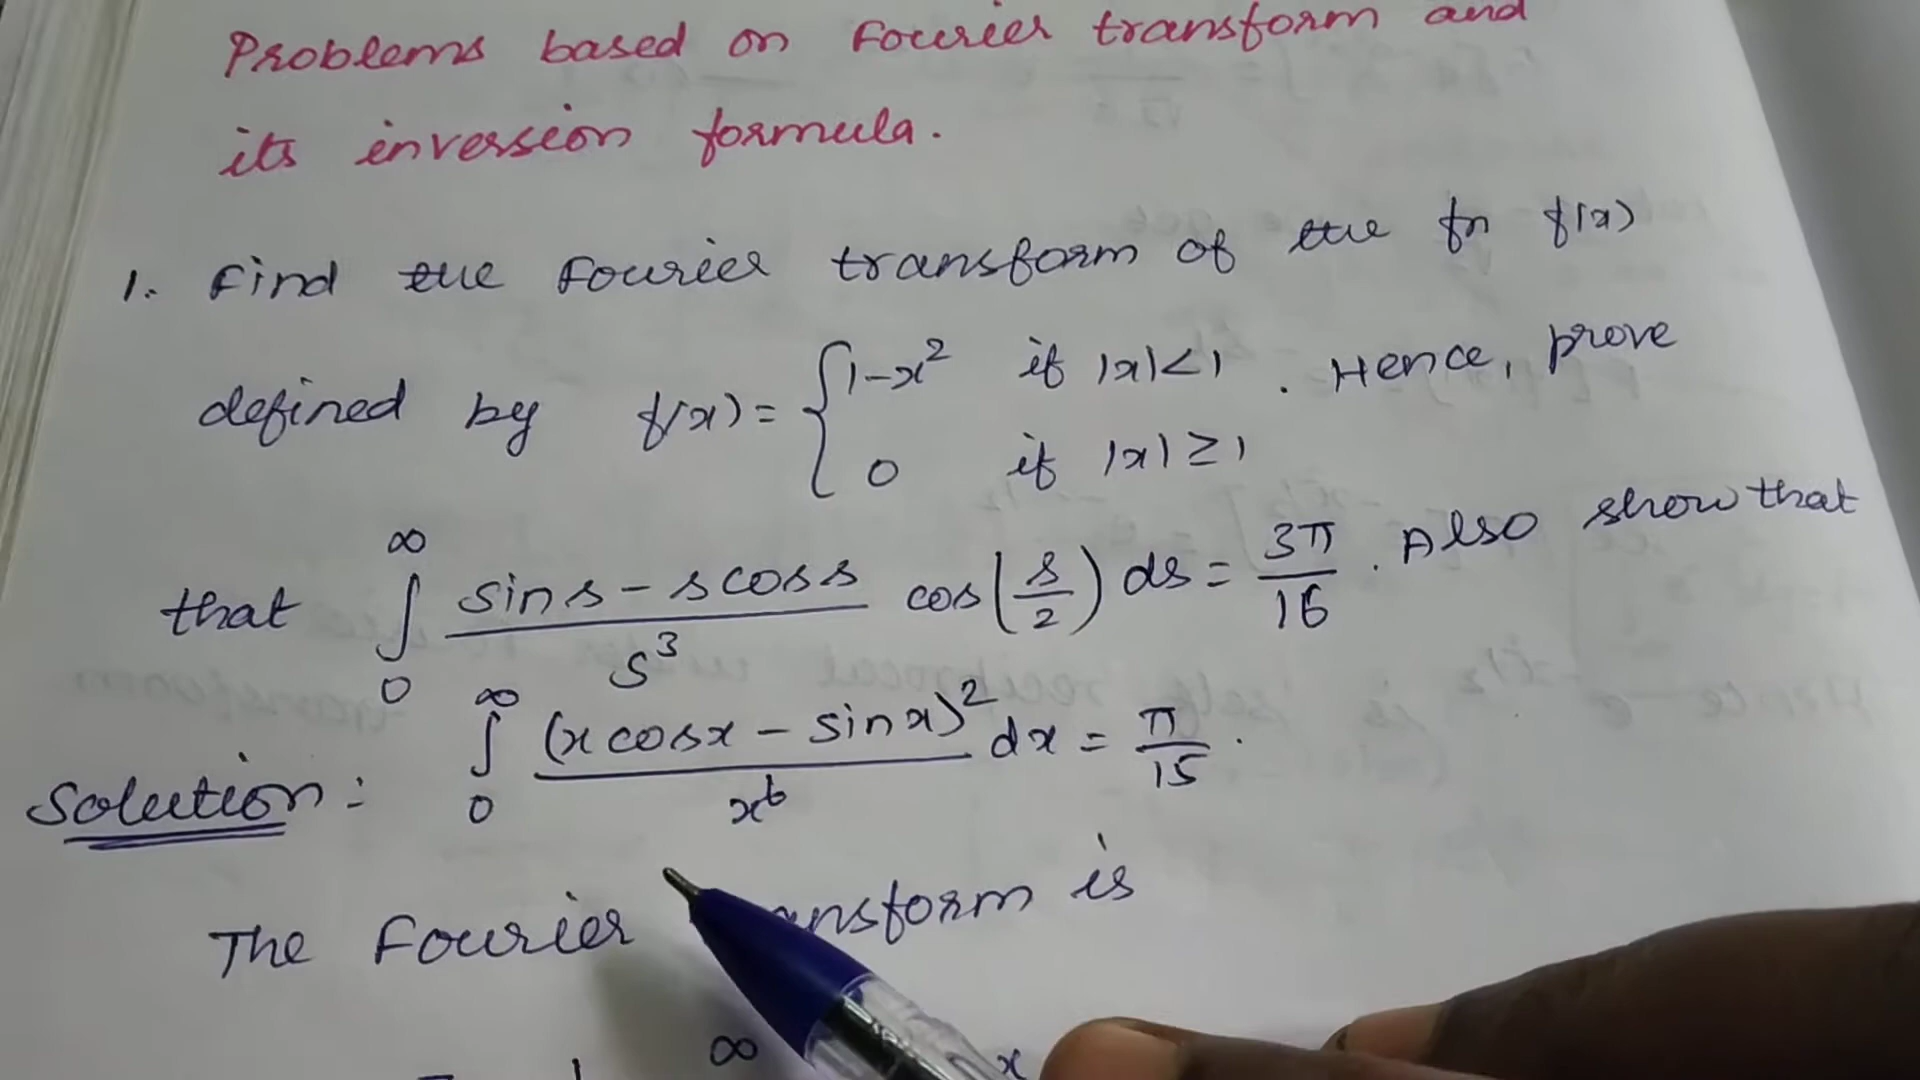 Problems based on Fourier transform and
its inversion formula.
1. Find the Fourier transform of the fn f(x)
defined by f(x) = { 1-x² if |x|<1 . Hence, prove
0 if |x| ≥ 1
that ∫₀^∞ (sin s - s cos s)/s³ cos(s/2) ds = 3π/16 . Also show that
∫₀^∞ (x cos x - sin x)²/x⁶ dx = π/15 .
Solution:
The Fourier is
∞ x